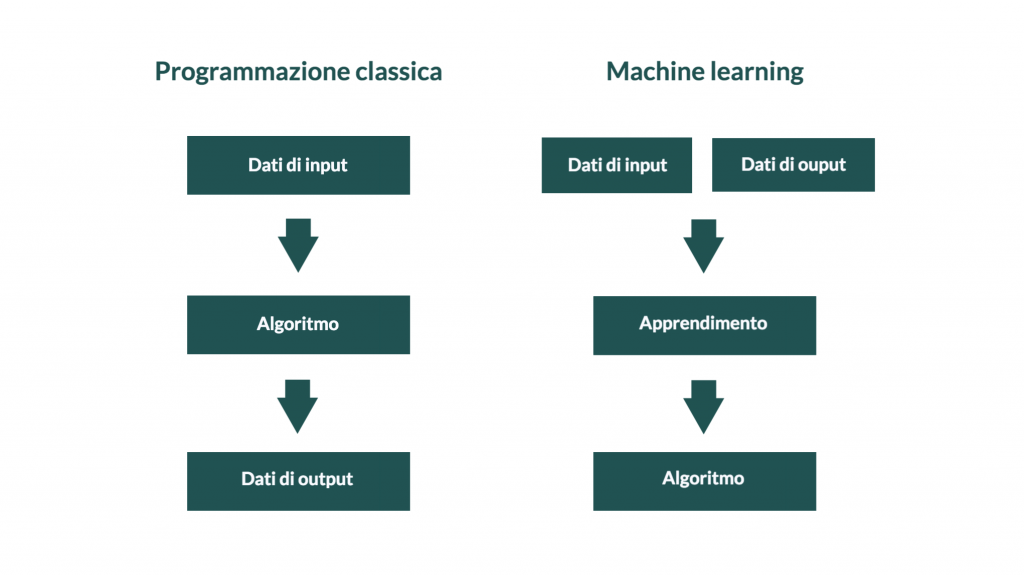 Programmazione classica
Dati di input
Algoritmo
Dati di output
Machine learning
Dati di input
Dati di ouput
Apprendimento
Algoritmo